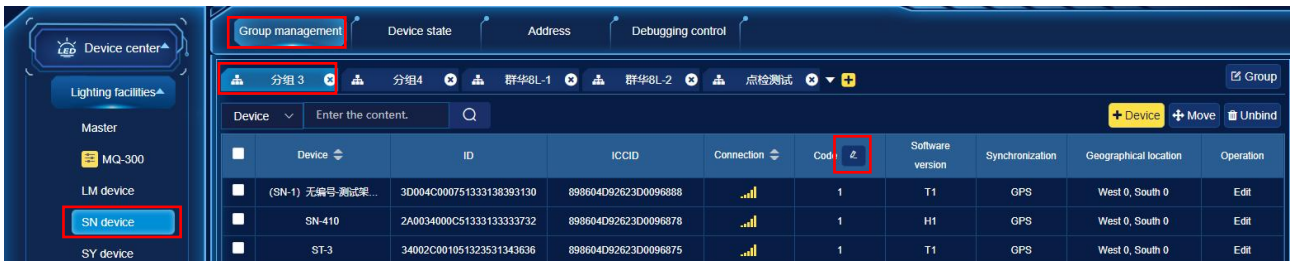 Group management Device state Address Debugging control
LED Device center
分组 3 分组4 群华8L-1 群华8L-2 点检测试 Group
Lighting facilities
Device Enter the content. + Device Move Unbind
Master
Device ID ICCID Connection Code Software version Synchronization Geographical location Operation
MQ-300
LM device
(SN-1) 无编号-测试架... 3D004C000751333138393130 898604D92623D0096888 1 T1 GPS West 0, South 0 Edit
SN device
SN-410 2A0034000C51333133333732 898604D92623D0096878 1 H1 GPS West 0, South 0 Edit
SY device
ST-3 34002C001051323531343636 898604D92623D0096875 1 T1 GPS West 0, South 0 Edit